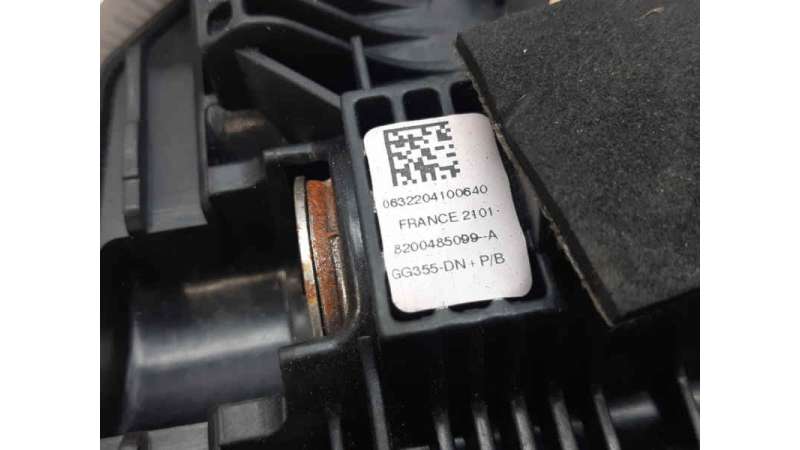 0632204100640
FRANCE 2101-
8200485099--A
GG355-DN + P/B